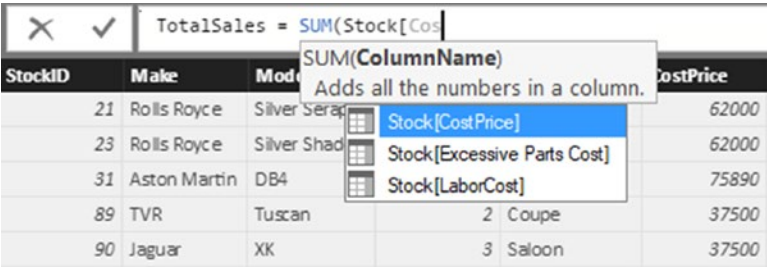 TotalSales = SUM(Stock[Cos
SUM(ColumnName)
Adds all the numbers in a column.
StockID Make Mode CostPrice
Stock[CostPrice]
Stock[Excessive Parts Cost]
Stock[LaborCost]
21 Rolls Royce Silver Serap 62000
23 Rolls Royce Silver Shad 62000
31 Aston Martin DB4 75890
89 TVR Tuscan 2 Coupe 37500
90 Jaguar XK 3 Saloon 37500